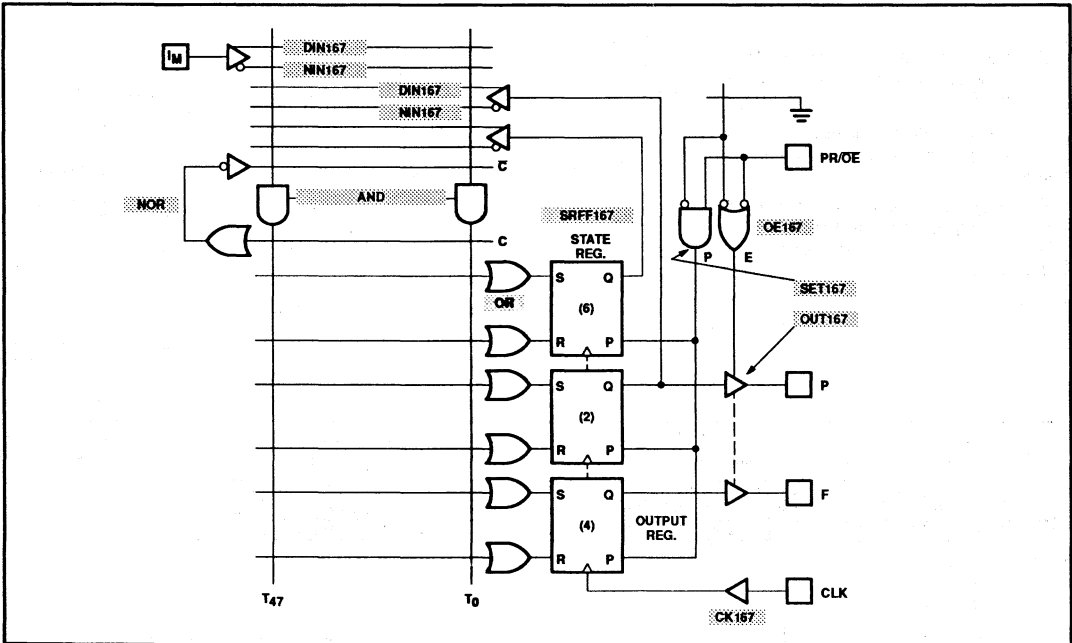 IM
DIN167
NIN167
DIN167
NIN167
PR/OE
C
NOR
AND
SRFF167
OE167
STATE
REG.
C
P
E
S
Q
SET167
OR
(6)
OUT167
R
P
S
Q
P
(2)
R
P
S
Q
F
(4)
OUTPUT
REG.
R
P
T47
T0
CLK
CK167